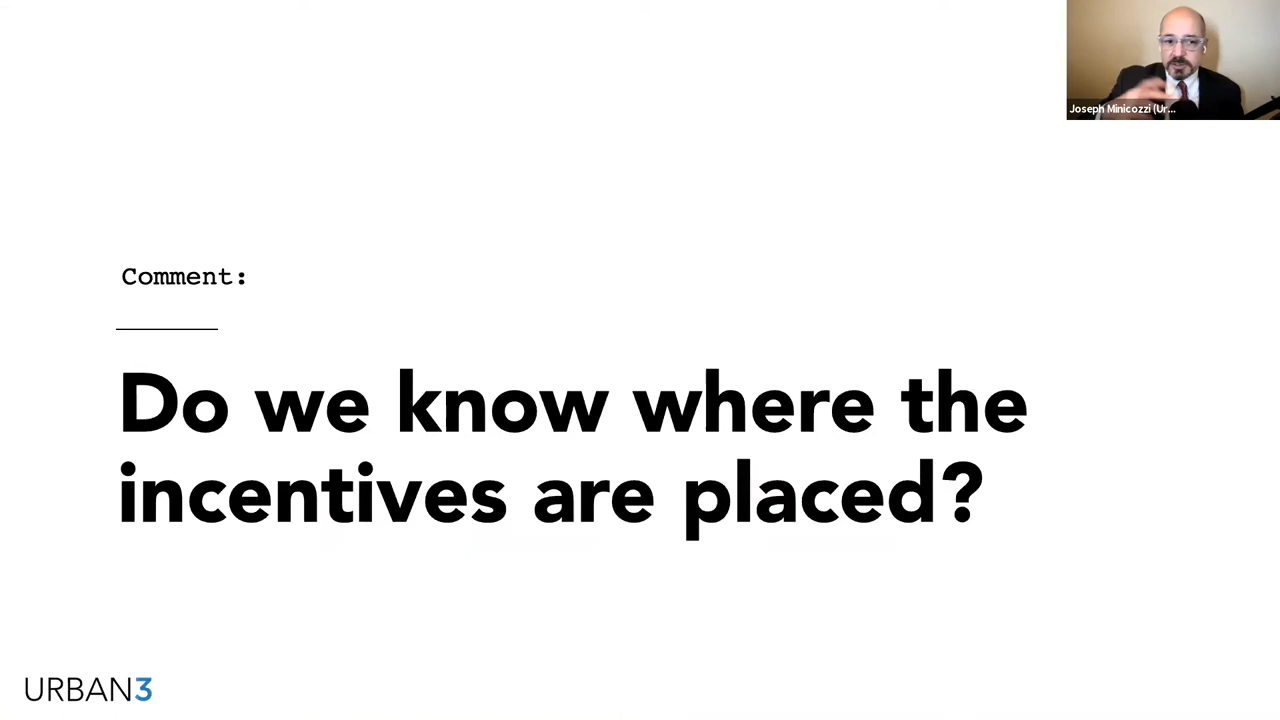 Joseph Minicozzi (Ur...
Comment:
Do we know where the
incentives are placed?
URBAN3